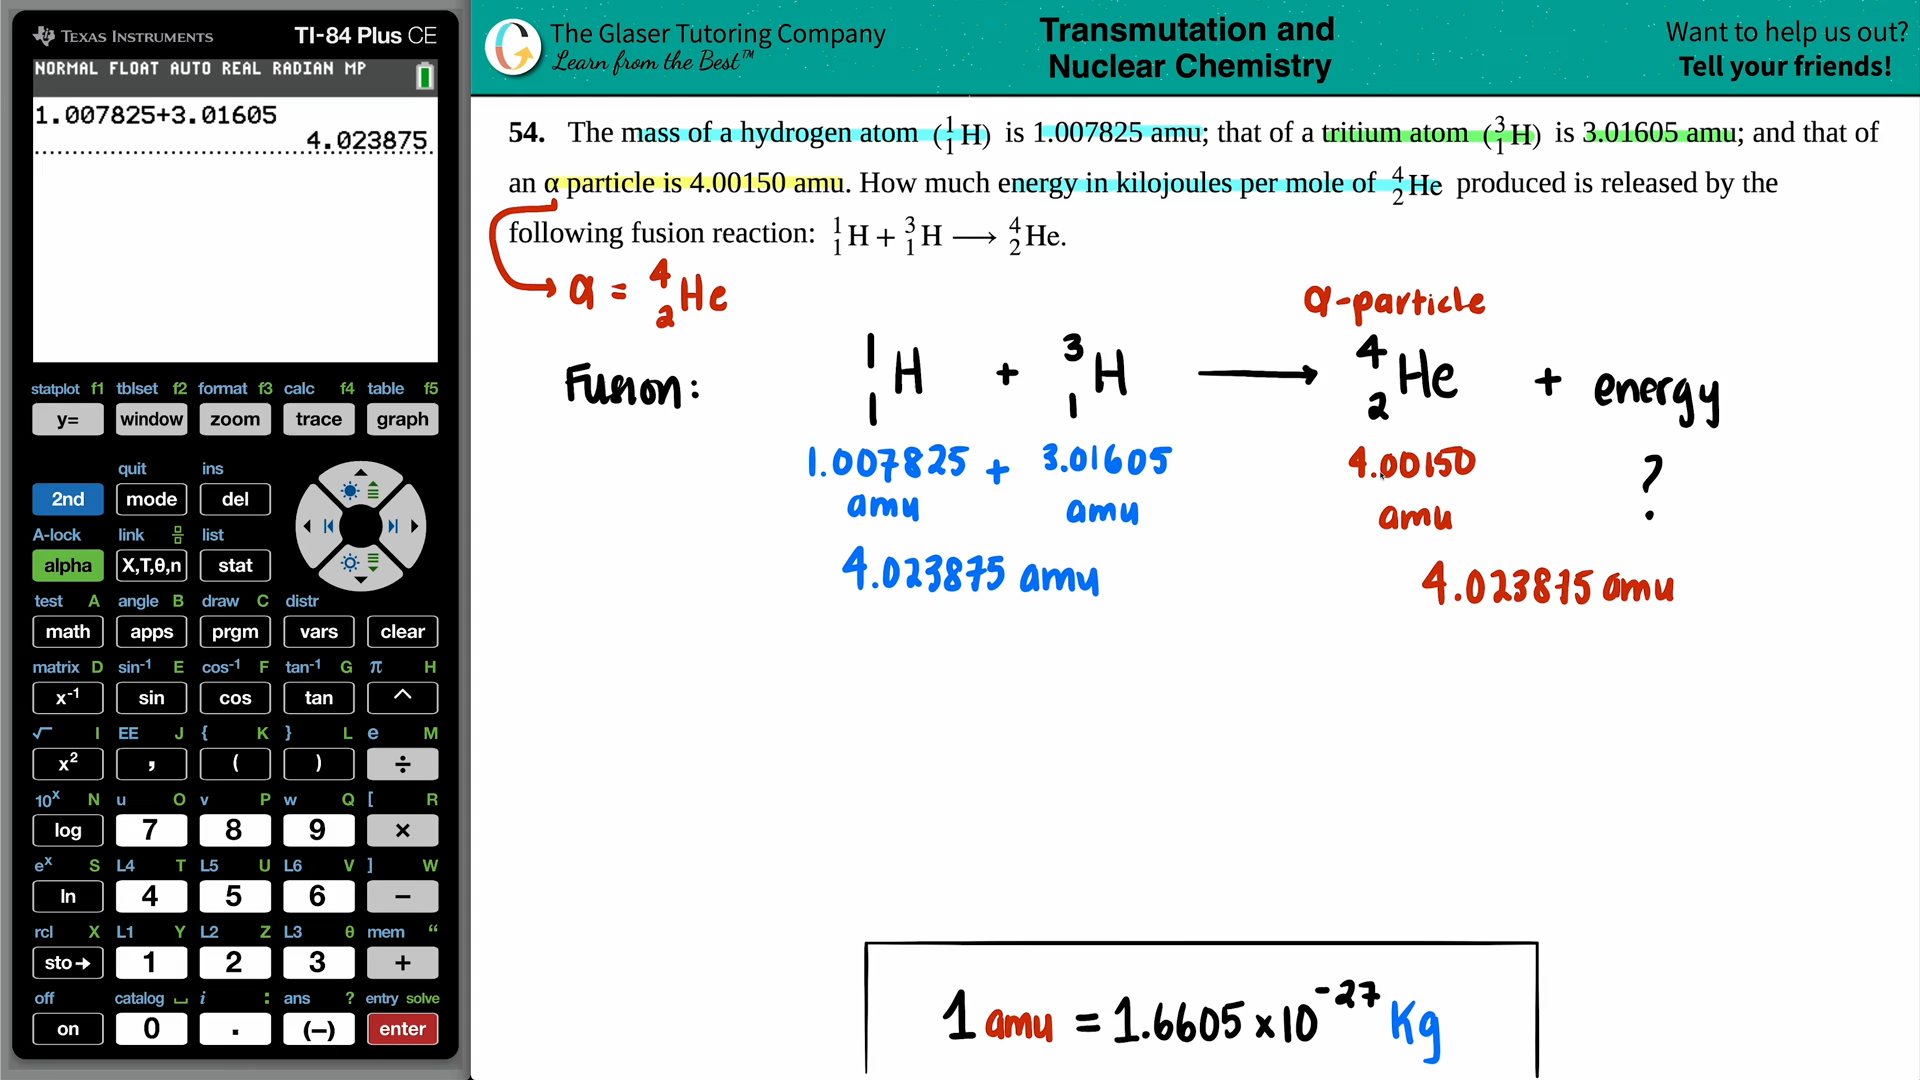 TEXAS INSTRUMENTS TI-84 Plus CE
NORMAL FLOAT AUTO REAL RADIAN MP
1.007825+3.01605
4.023875
statplot f1 tblset f2 format f3 calc f4 table f5
y= window zoom trace graph
quit ins
2nd mode del
A-lock link list
alpha X,T,θ,n stat
test A angle B draw C distr
math apps prgm vars clear
matrix D sin-1 E cos-1 F tan-1 G π H
x-1 sin cos tan ^
√ I EE J { K } L e M
x2 , ( ) ÷
10x N u O v P w Q [ R
log 7 8 9 ×
ex S L4 T L5 U L6 V ] W
ln 4 5 6 −
rcl X L1 Y L2 Z L3 θ mem “
sto→ 1 2 3 +
off catalog ⎵ i : ans ? entry solve
on 0 . (−) enter
The Glaser Tutoring Company
Learn from the Best™
Transmutation and
Nuclear Chemistry
Want to help us out?
Tell your friends!
54. The mass of a hydrogen atom (¹₁H) is 1.007825 amu; that of a tritium atom (³₁H) is 3.01605 amu; and that of
an α particle is 4.00150 amu. How much energy in kilojoules per mole of ⁴₂He produced is released by the
following fusion reaction: ¹₁H + ³₁H ⟶ ⁴₂He.
α = ⁴₂He
α-particle
Fusion: ¹₁H + ³₁H ⟶ ⁴₂He + energy
1.007825 + 3.01605 4.00150 ?
amu amu amu
4.023875 amu 4.023875 amu
1 amu = 1.6605 x 10⁻²⁷ Kg